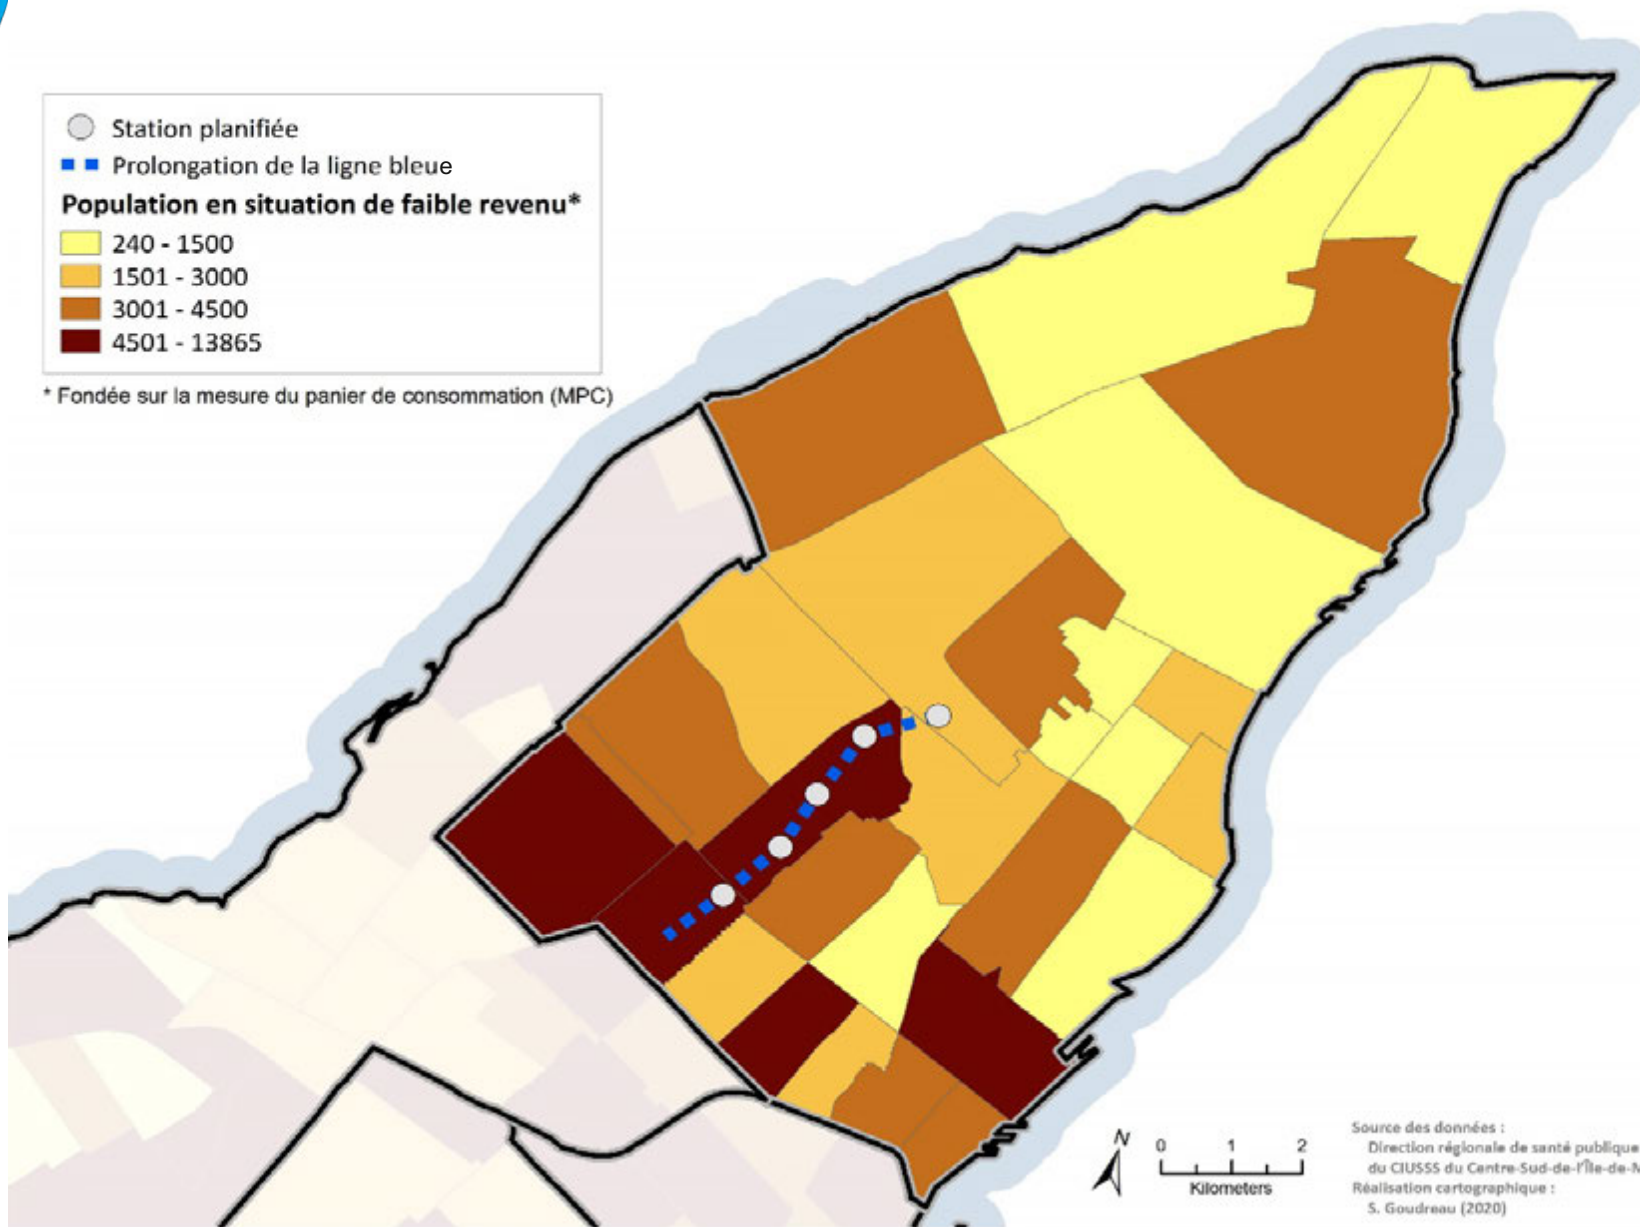 Station planifiée
Prolongation de la ligne bleue
Population en situation de faible revenu*
240 - 1500
1501 - 3000
3001 - 4500
4501 - 13865
* Fondée sur la mesure du panier de consommation (MPC)
N
0 1 2
Kilometers
Source des données :
Direction régionale de santé publique
du CIUSSS du Centre-Sud-de-l'Île-de-M
Réalisation cartographique :
S. Goudreau (2020)